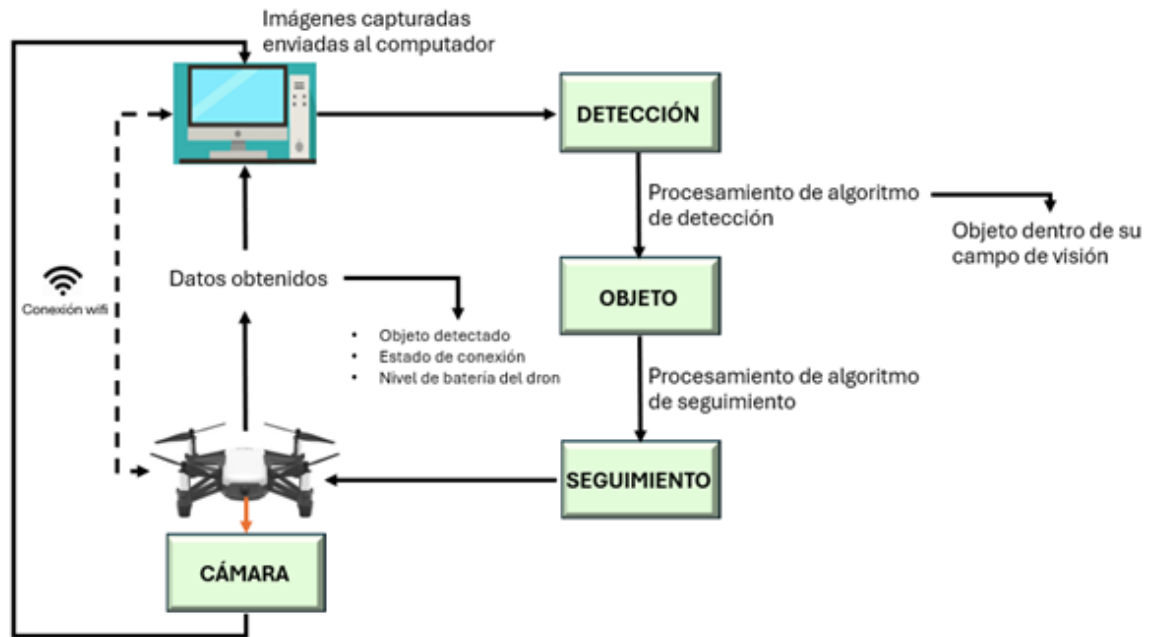 Imágenes capturadas
enviadas al computador
DETECCIÓN
Procesamiento de algoritmo
de detección
Objeto dentro de su
campo de visión
Datos obtenidos
OBJETO
Conexión wifi
• Objeto detectado
• Estado de conexión
• Nivel de batería del dron
Procesamiento de algoritmo
de seguimiento
SEGUIMIENTO
CÁMARA